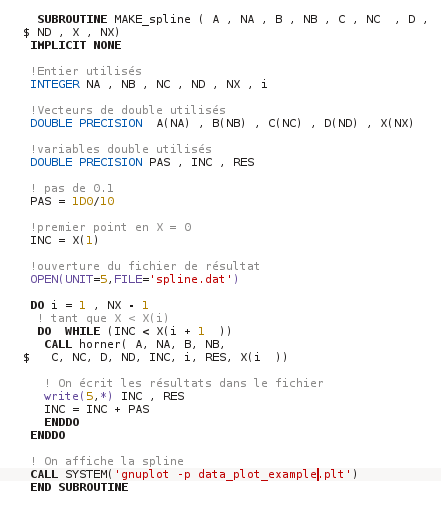 SUBROUTINE MAKE_spline ( A , NA , B , NB , C , NC , D ,
$ ND , X , NX)
IMPLICIT NONE
!Entier utilisés
INTEGER NA , NB , NC , ND , NX , i
!Vecteurs de double utilisés
DOUBLE PRECISION A(NA) , B(NB) , C(NC) , D(ND) , X(NX)
!variables double utilisés
DOUBLE PRECISION PAS , INC , RES
! pas de 0.1
PAS = 1D0/10
!premier point en X = 0
INC = X(1)
!ouverture du fichier de résultat
OPEN(UNIT=5,FILE='spline.dat')
DO i = 1 , NX - 1
! tant que X < X(i)
DO WHILE (INC < X(i + 1 ))
CALL horner( A, NA, B, NB,
$ C, NC, D, ND, INC, i, RES, X(i ))
! On écrit les résultats dans le fichier
write(5,*) INC , RES
INC = INC + PAS
ENDDO
ENDDO
! On affiche la spline
CALL SYSTEM('gnuplot -p data_plot_example.plt')
END SUBROUTINE